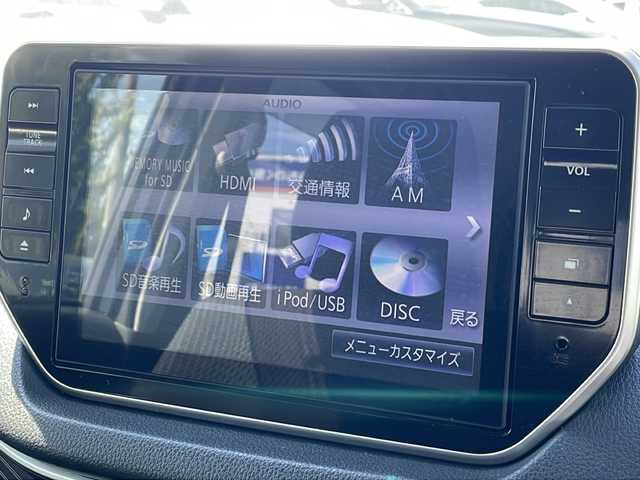 AUDIO
TUNE
TRACK
MEMORY MUSIC
for SD
HDMI
交通情報
AM
SD音楽再生
SD動画再生
iPod/USB
DISC
戻る
メニューカスタマイズ
+
VOL
−